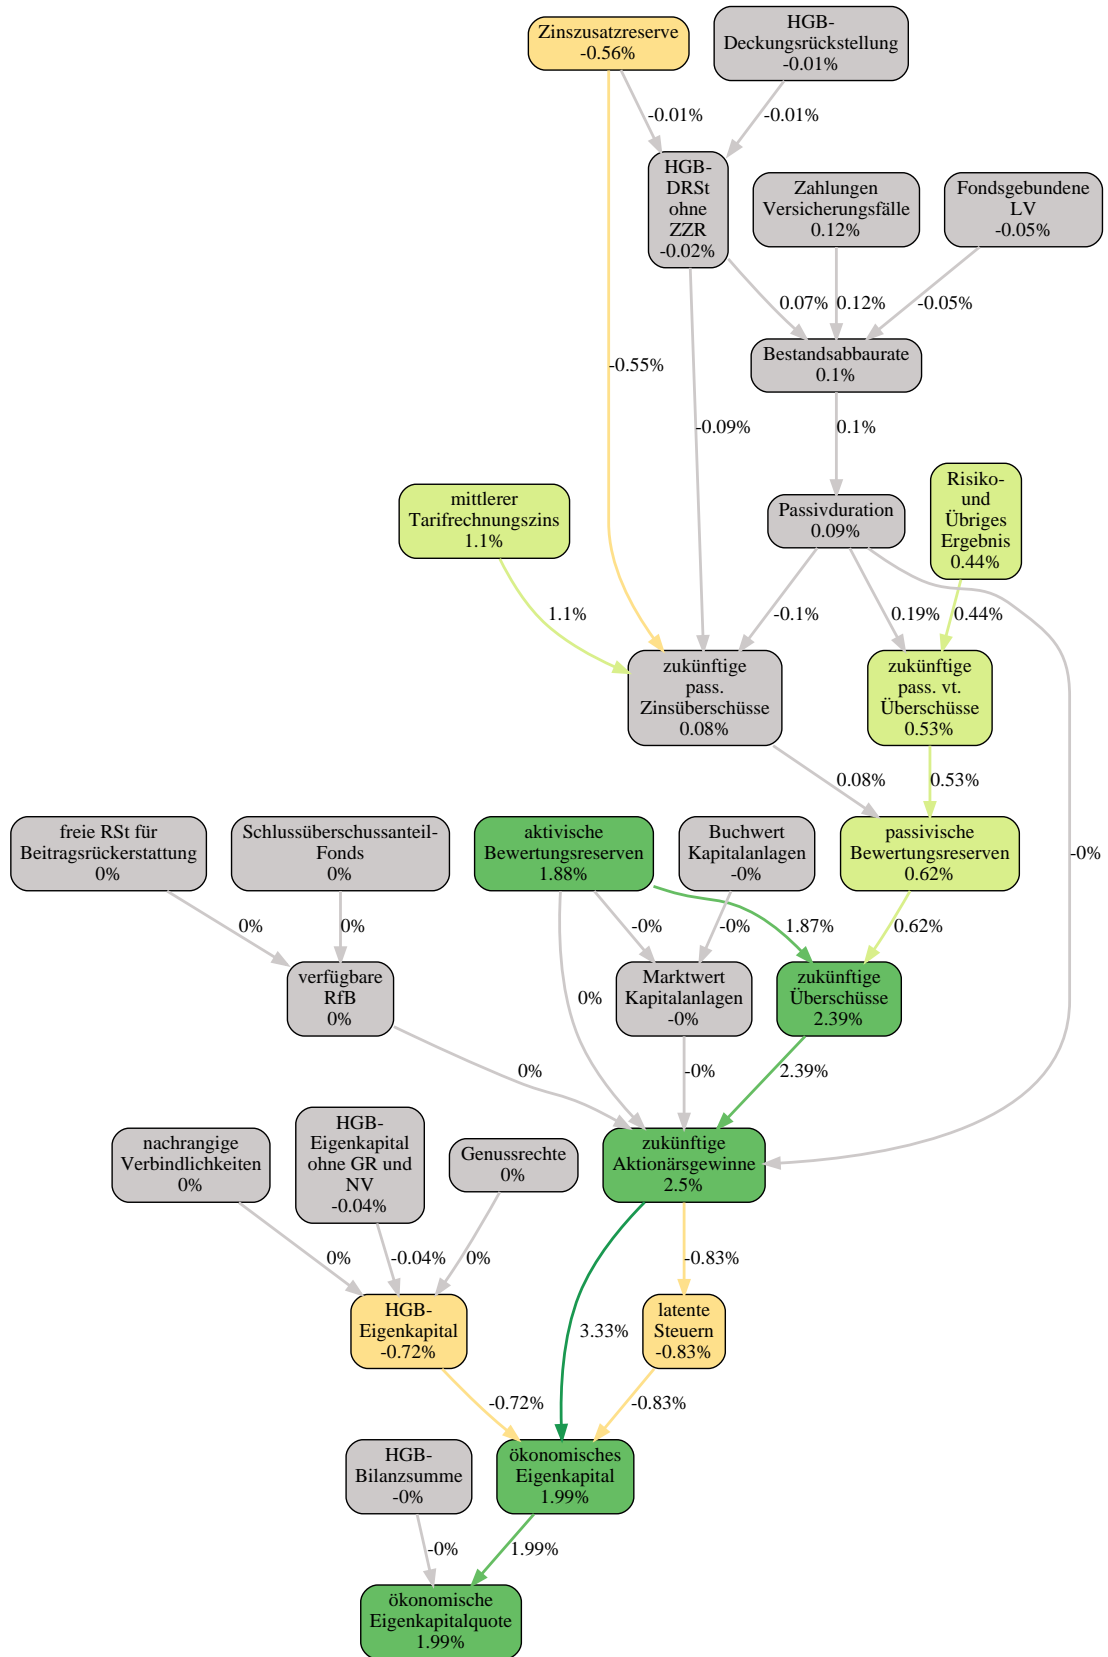 Zinszusatzreserve
-0.56%
HGB-
Deckungsrückstellung
-0.01%
-0.01%
-0.01%
HGB-
DRSt
ohne
ZZR
-0.02%
Zahlungen
Versicherungsfälle
0.12%
Fondsgebundene
LV
-0.05%
0.07%
0.12%
-0.05%
Bestandsabbaurate
0.1%
-0.55%
-0.09%
0.1%
mittlerer
Tarifrechnungszins
1.1%
Passivduration
0.09%
Risiko-
und
Übriges
Ergebnis
0.44%
1.1%
-0.1%
0.19%
0.44%
zukünftige
pass.
Zinsüberschüsse
0.08%
zukünftige
pass. vt.
Überschüsse
0.53%
0.08%
0.53%
-0%
freie RSt für
Beitragsrückerstattung
0%
Schlussüberschussanteil-
Fonds
0%
aktivische
Bewertungsreserven
1.88%
Buchwert
Kapitalanlagen
-0%
passivische
Bewertungsreserven
0.62%
0%
0%
-0%
-0%
1.87%
0.62%
verfügbare
RfB
0%
0%
Marktwert
Kapitalanlagen
-0%
zukünftige
Überschüsse
2.39%
0%
-0%
2.39%
nachrangige
Verbindlichkeiten
0%
HGB-
Eigenkapital
ohne GR und
NV
-0.04%
Genussrechte
0%
zukünftige
Aktionärsgewinne
2.5%
0%
-0.04%
0%
-0.83%
HGB-
Eigenkapital
-0.72%
3.33%
latente
Steuern
-0.83%
-0.72%
-0.83%
HGB-
Bilanzsumme
-0%
ökonomisches
Eigenkapital
1.99%
-0%
1.99%
ökonomische
Eigenkapitalquote
1.99%